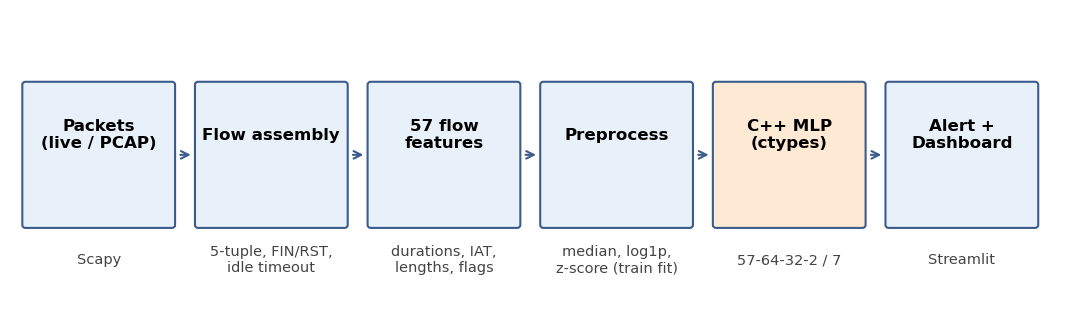 Packets
(live / PCAP)
Flow assembly
57 flow
features
Preprocess
C++ MLP
(ctypes)
Alert +
Dashboard
Scapy
5-tuple, FIN/RST,
idle timeout
durations, IAT,
lengths, flags
median, log1p,
z-score (train fit)
57-64-32-2 / 7
Streamlit